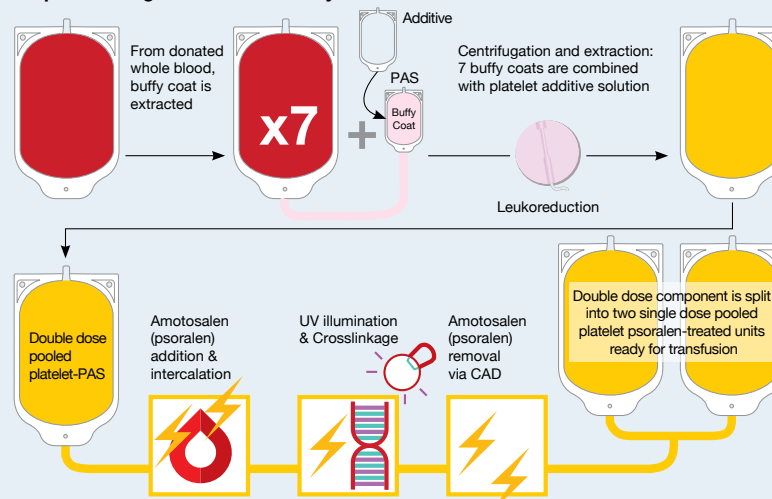 Additive
From donated
whole blood,
buffy coat is
extracted
x7
+
PAS
Buffy
Coat
Centrifugation and extraction:
7 buffy coats are combined
with platelet additive solution
Leukoreduction
Double dose
pooled
platelet-PAS
Amotosalen
(psoralen)
addition &
intercalation
UV illumination
& Crosslinkage
Amotosalen
(psoralen)
removal
via CAD
Double dose component is split
into two single dose pooled
platelet psoralen-treated units
ready for transfusion